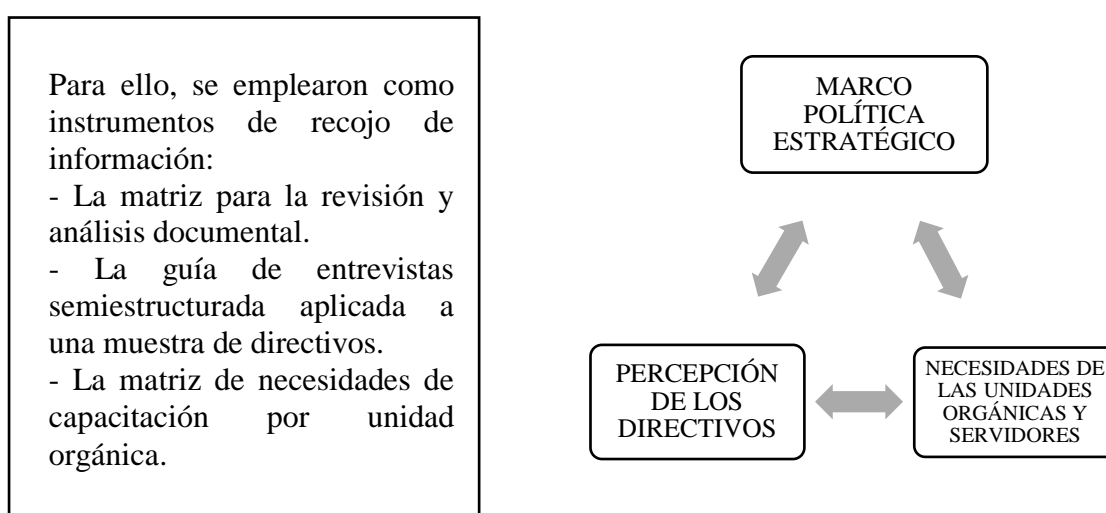 Para ello, se emplearon como
instrumentos de recojo de
información:
- La matriz para la revisión y
análisis documental.
- La guía de entrevistas
semiestructurada aplicada a
una muestra de directivos.
- La matriz de necesidades de
capacitación por unidad
orgánica.
MARCO
POLÍTICA
ESTRATÉGICO
PERCEPCIÓN
DE LOS
DIRECTIVOS
NECESIDADES DE
LAS UNIDADES
ORGÁNICAS Y
SERVIDORES